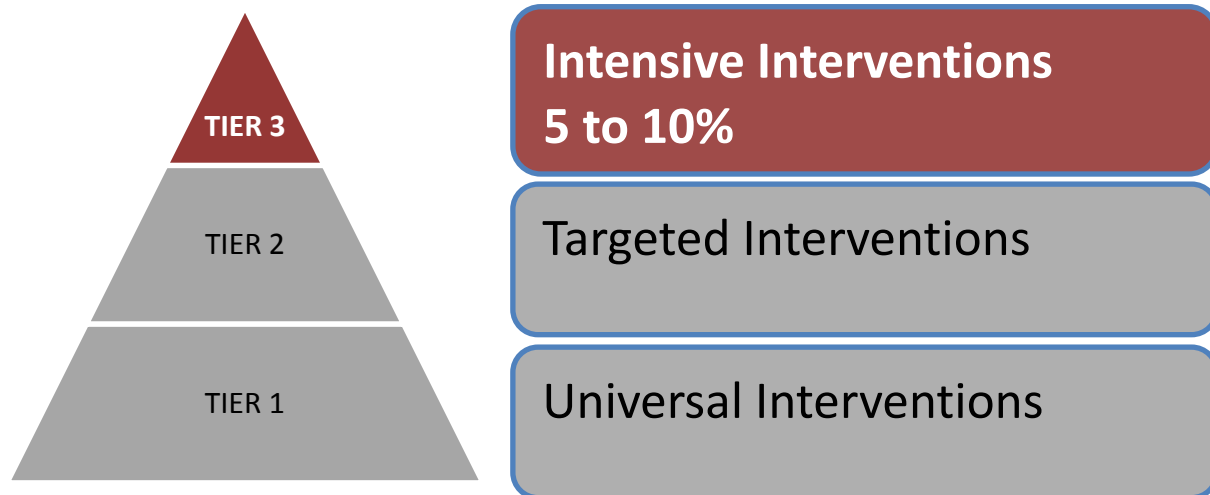 TIER 3
Intensive Interventions
5 to 10%
TIER 2
Targeted Interventions
TIER 1
Universal Interventions